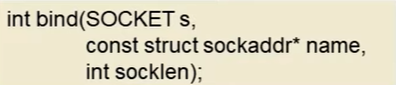 int bind(SOCKET s,
const struct sockaddr* name,
int socklen);